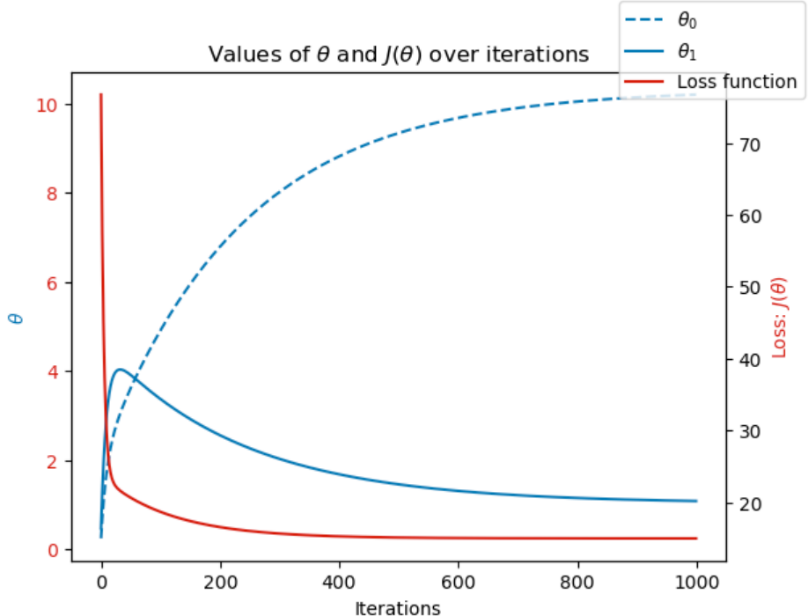 θ₀
θ₁
Loss function
Values of θ and J(θ) over iterations
10
8
6
4
2
0
θ
70
60
50
40
30
20
Loss: J(θ)
0 200 400 600 800 1000
Iterations